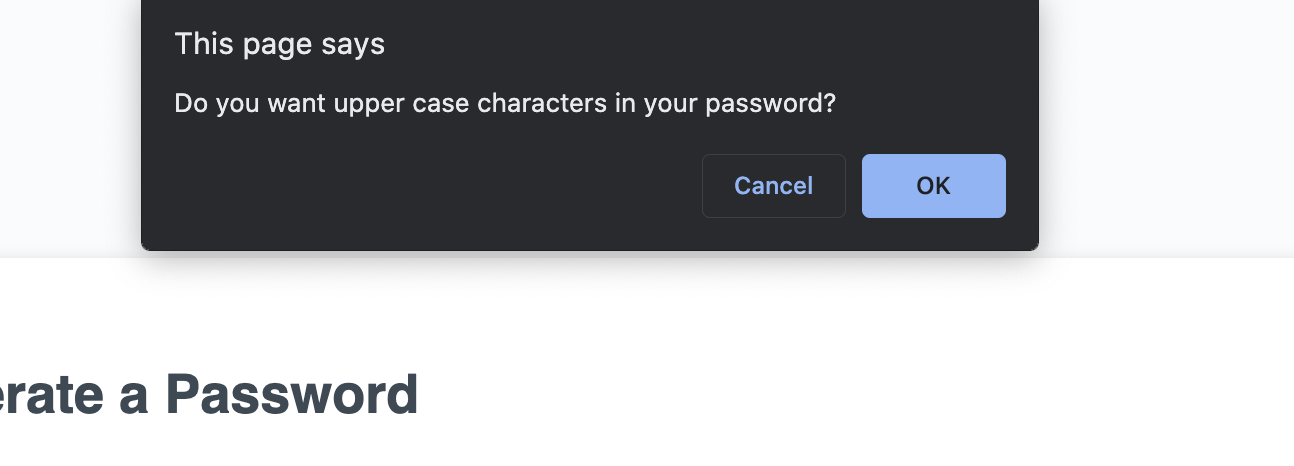 This page says
Do you want upper case characters in your password?
Cancel
OK
erate a Password